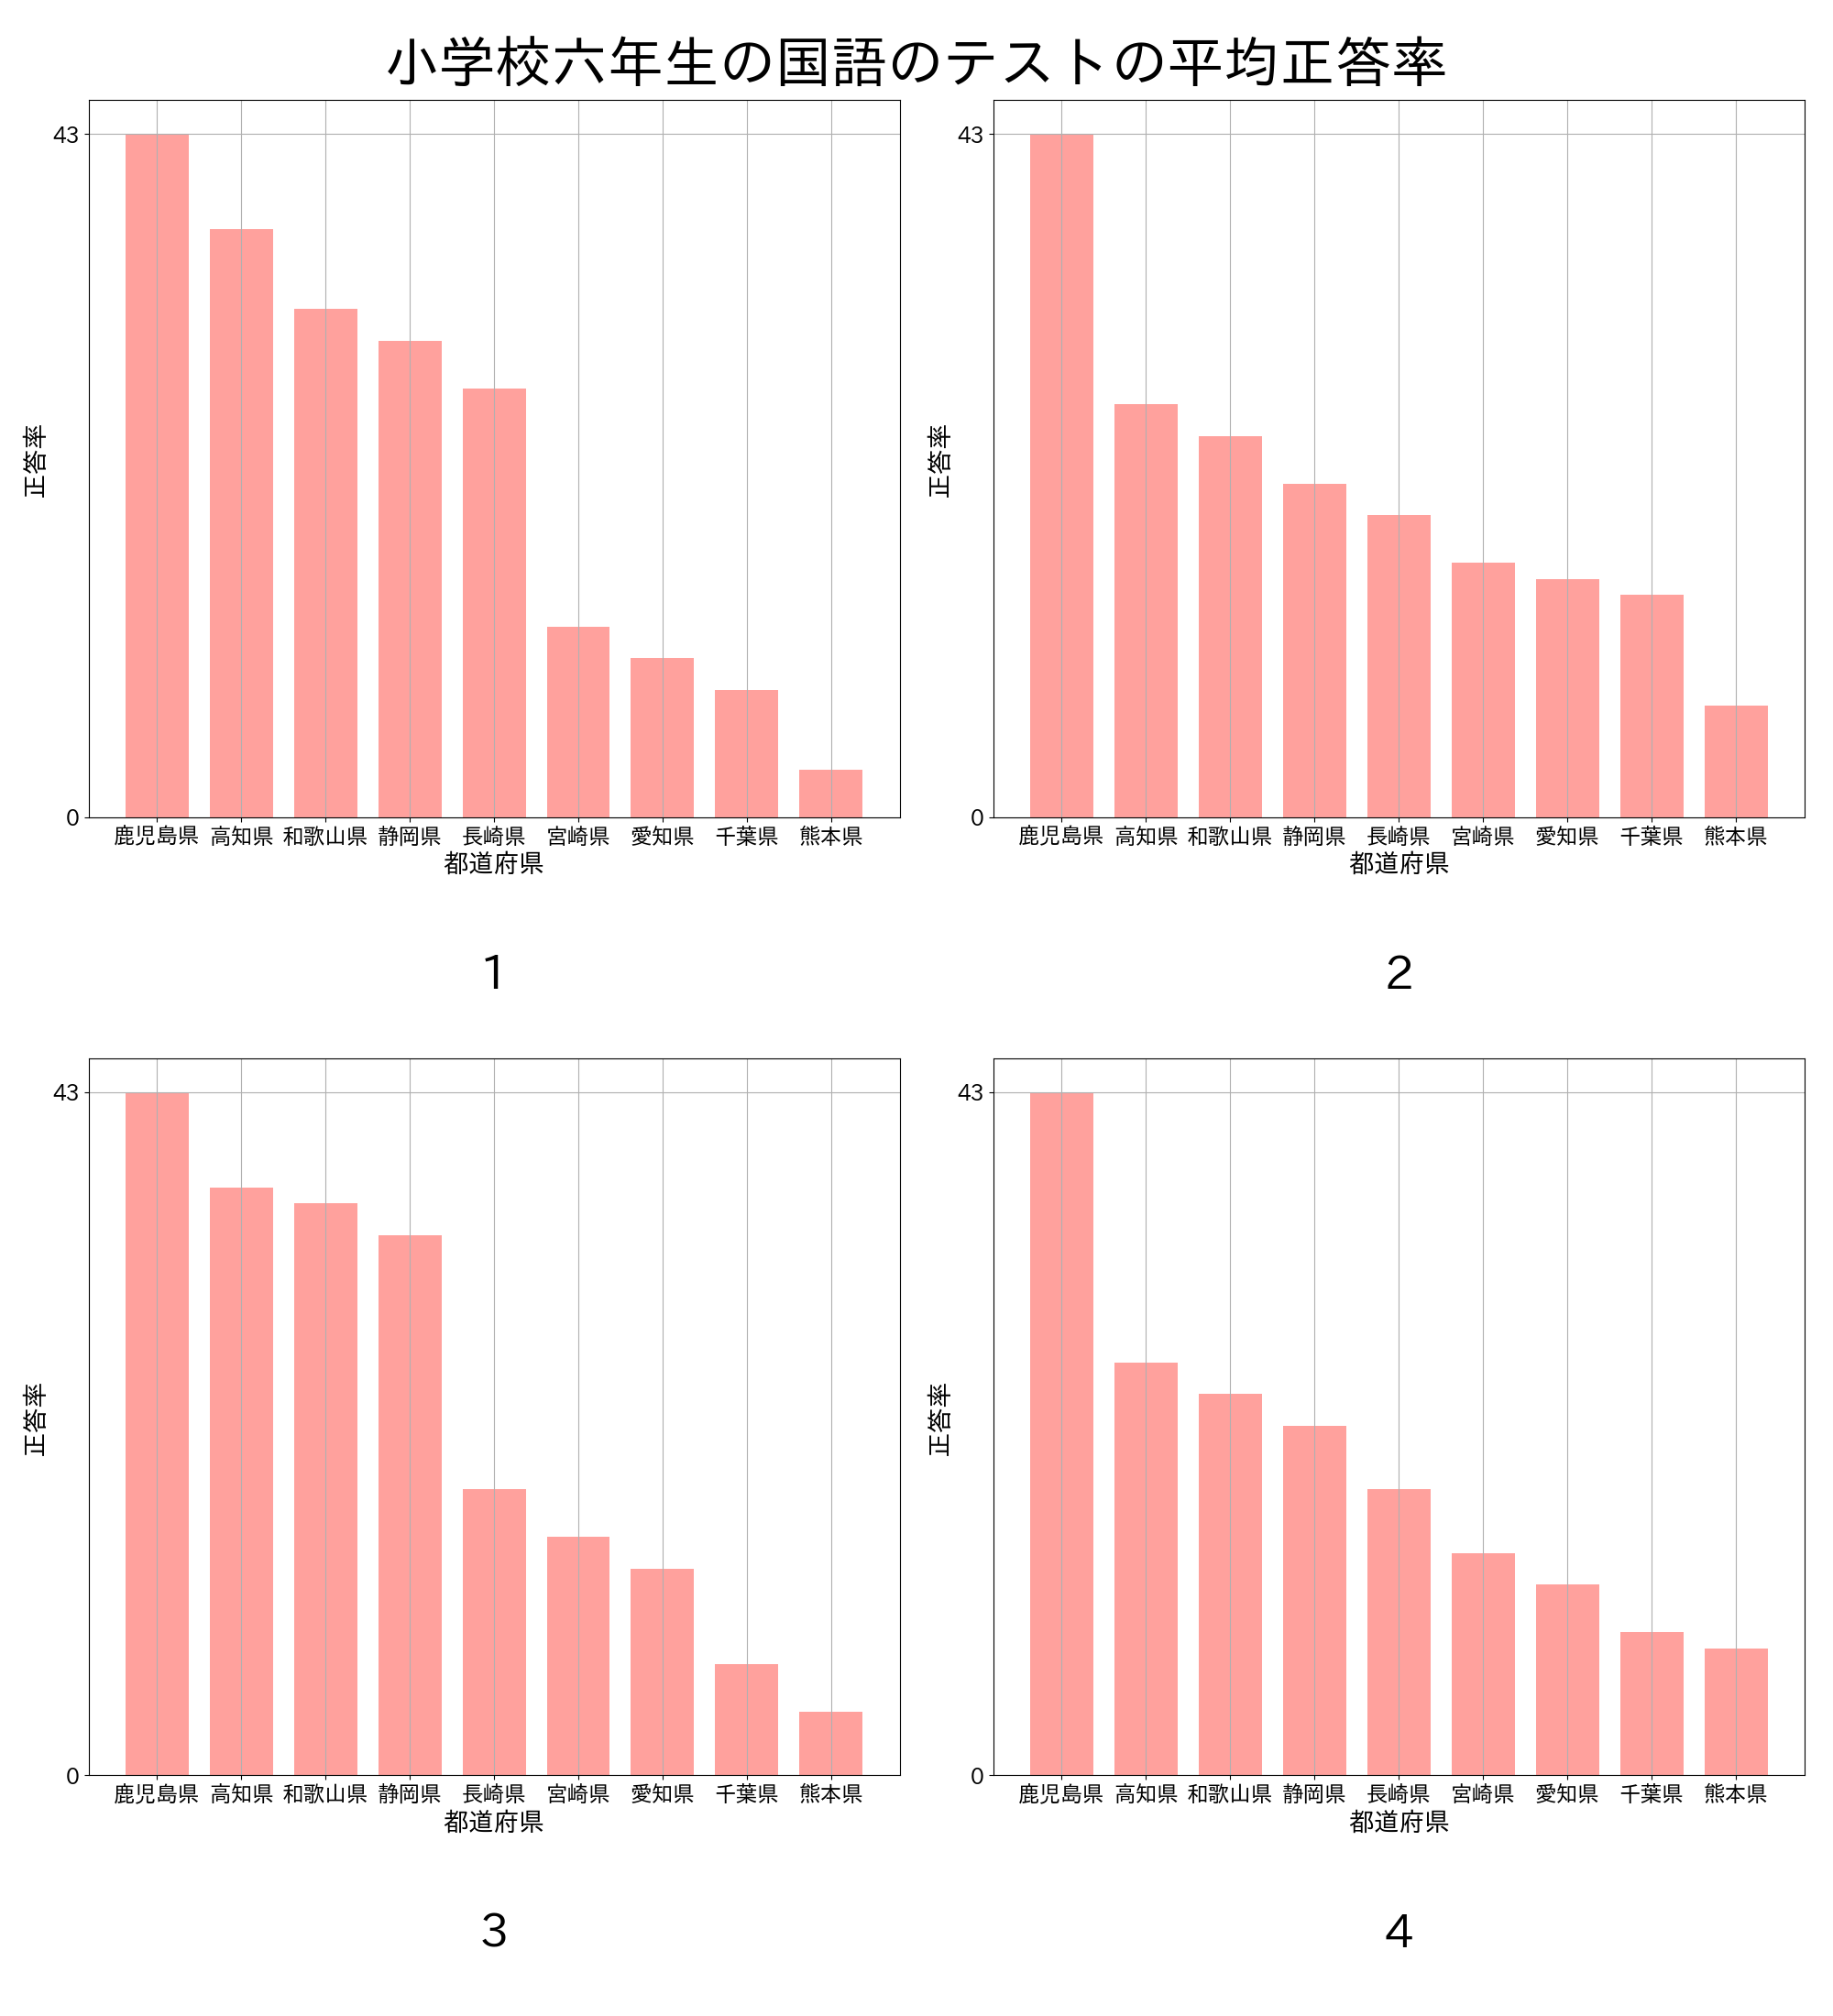 小学校六年生の国語のテストの平均正答率
43
0
正答率
鹿児島県 高知県 和歌山県 静岡県 長崎県 宮崎県 愛知県 千葉県 熊本県
都道府県
1
43
0
正答率
鹿児島県 高知県 和歌山県 静岡県 長崎県 宮崎県 愛知県 千葉県 熊本県
都道府県
2
43
0
正答率
鹿児島県 高知県 和歌山県 静岡県 長崎県 宮崎県 愛知県 千葉県 熊本県
都道府県
3
43
0
正答率
鹿児島県 高知県 和歌山県 静岡県 長崎県 宮崎県 愛知県 千葉県 熊本県
都道府県
4